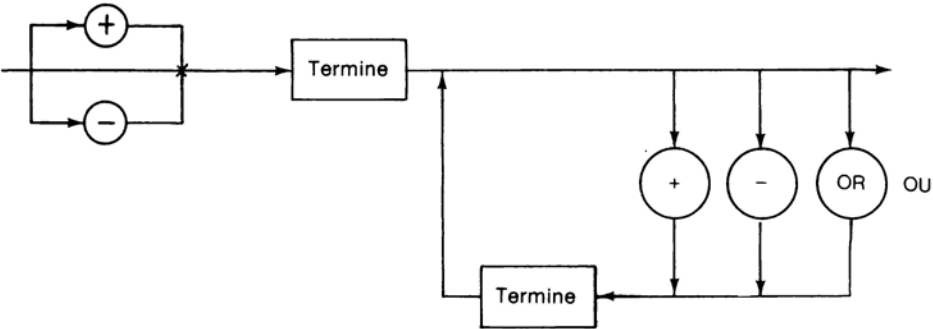 +
Termine
-
+
-
OR
OU
Termine